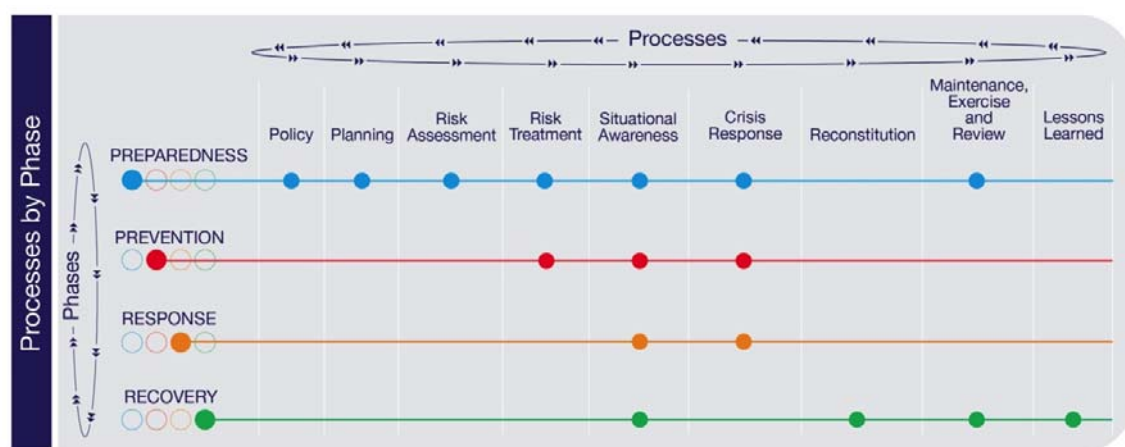 Processes by Phase
Processes
Policy
Planning
Risk
Assessment
Risk
Treatment
Situational
Awareness
Crisis
Response
Reconstitution
Maintenance,
Exercise
and
Review
Lessons
Learned
Phases
PREPAREDNESS
PREVENTION
RESPONSE
RECOVERY